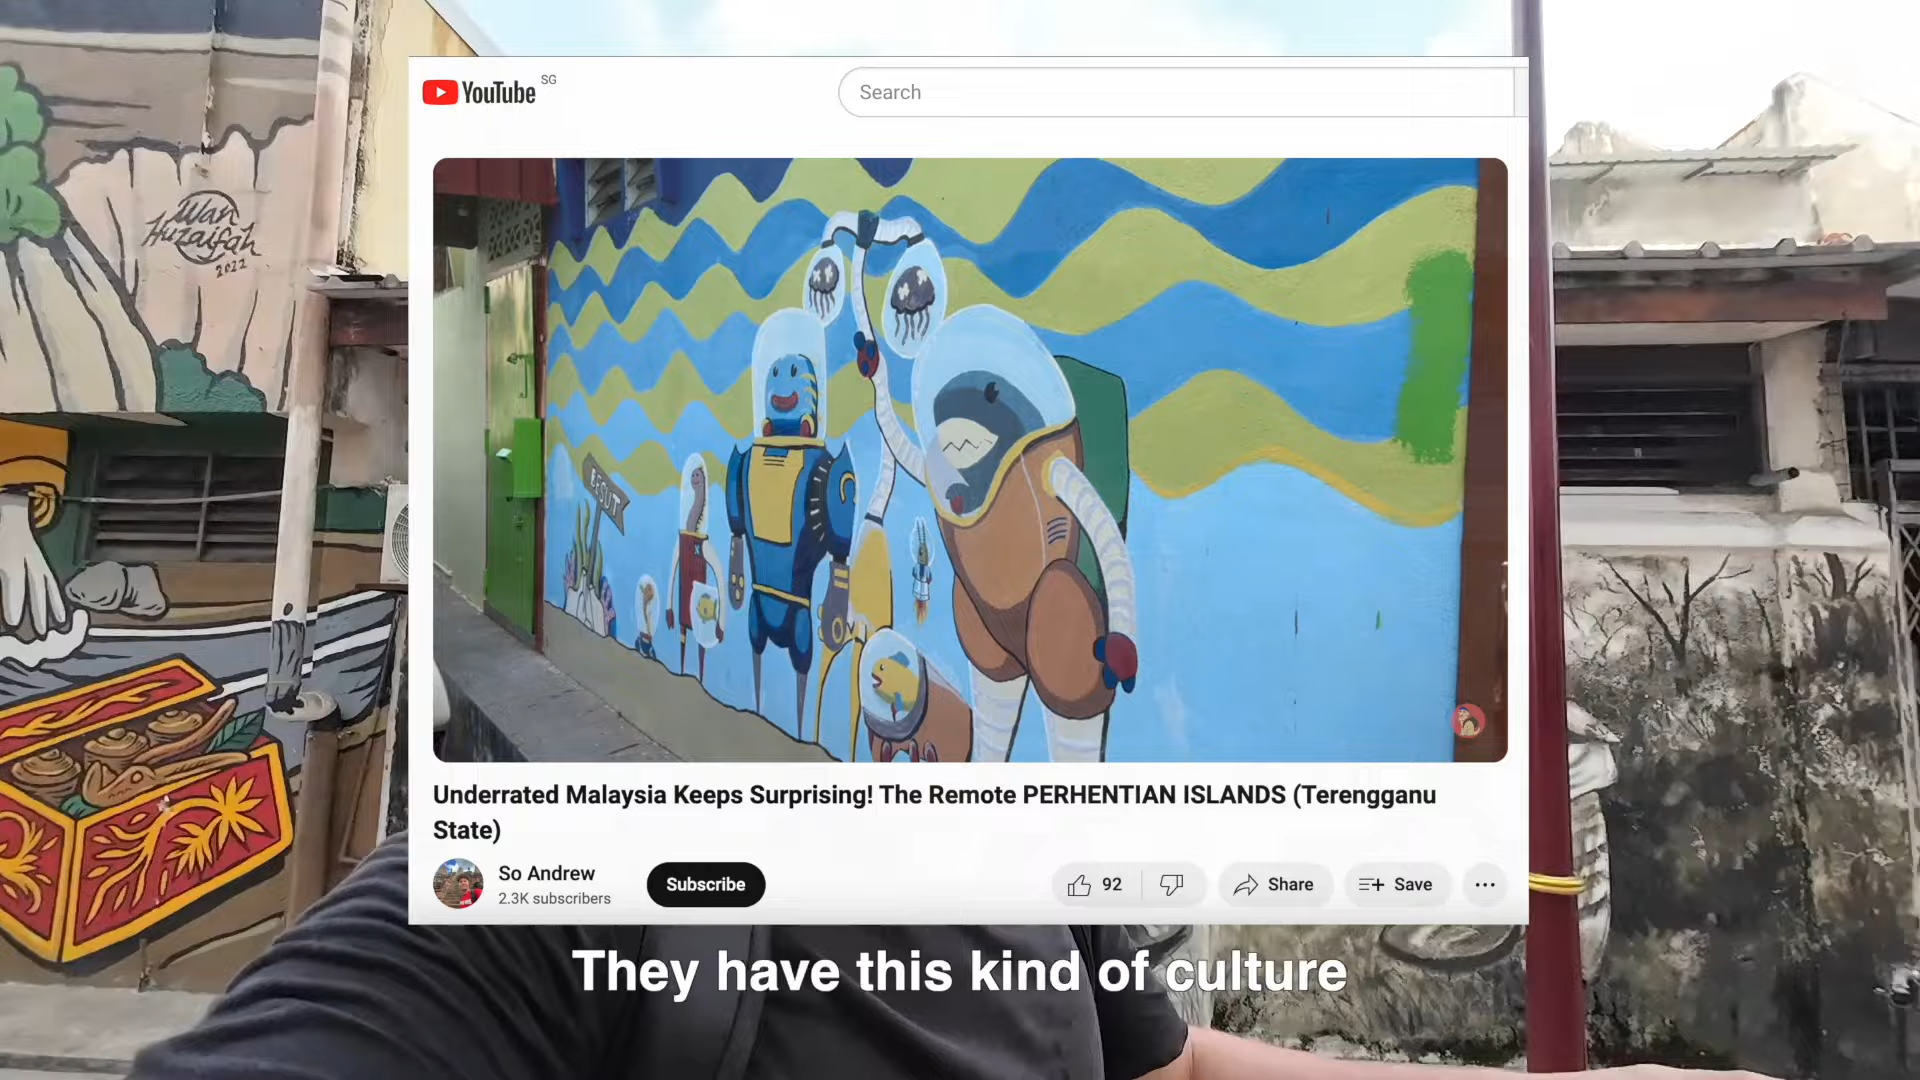 YouTube SG
Search
Wan
Huzaifah
2022
BESUT
Underrated Malaysia Keeps Surprising! The Remote PERHENTIAN ISLANDS (Terengganu
State)
So Andrew
2.3K subscribers
Subscribe
92
Share
Save
They have this kind of culture